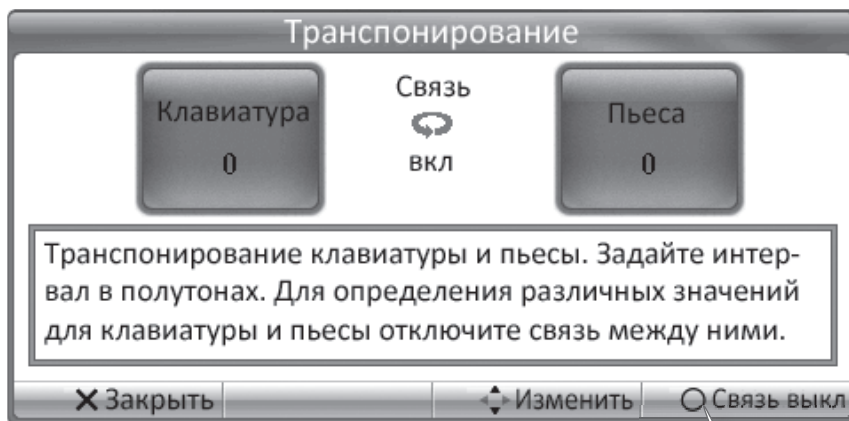 Транспонирование
Клавиатура
0
Связь
вкл
Пьеса
0
Транспонирование клавиатуры и пьесы. Задайте интер-
вал в полутонах. Для определения различных значений
для клавиатуры и пьесы отключите связь между ними.
Закрыть Изменить Связь выкл